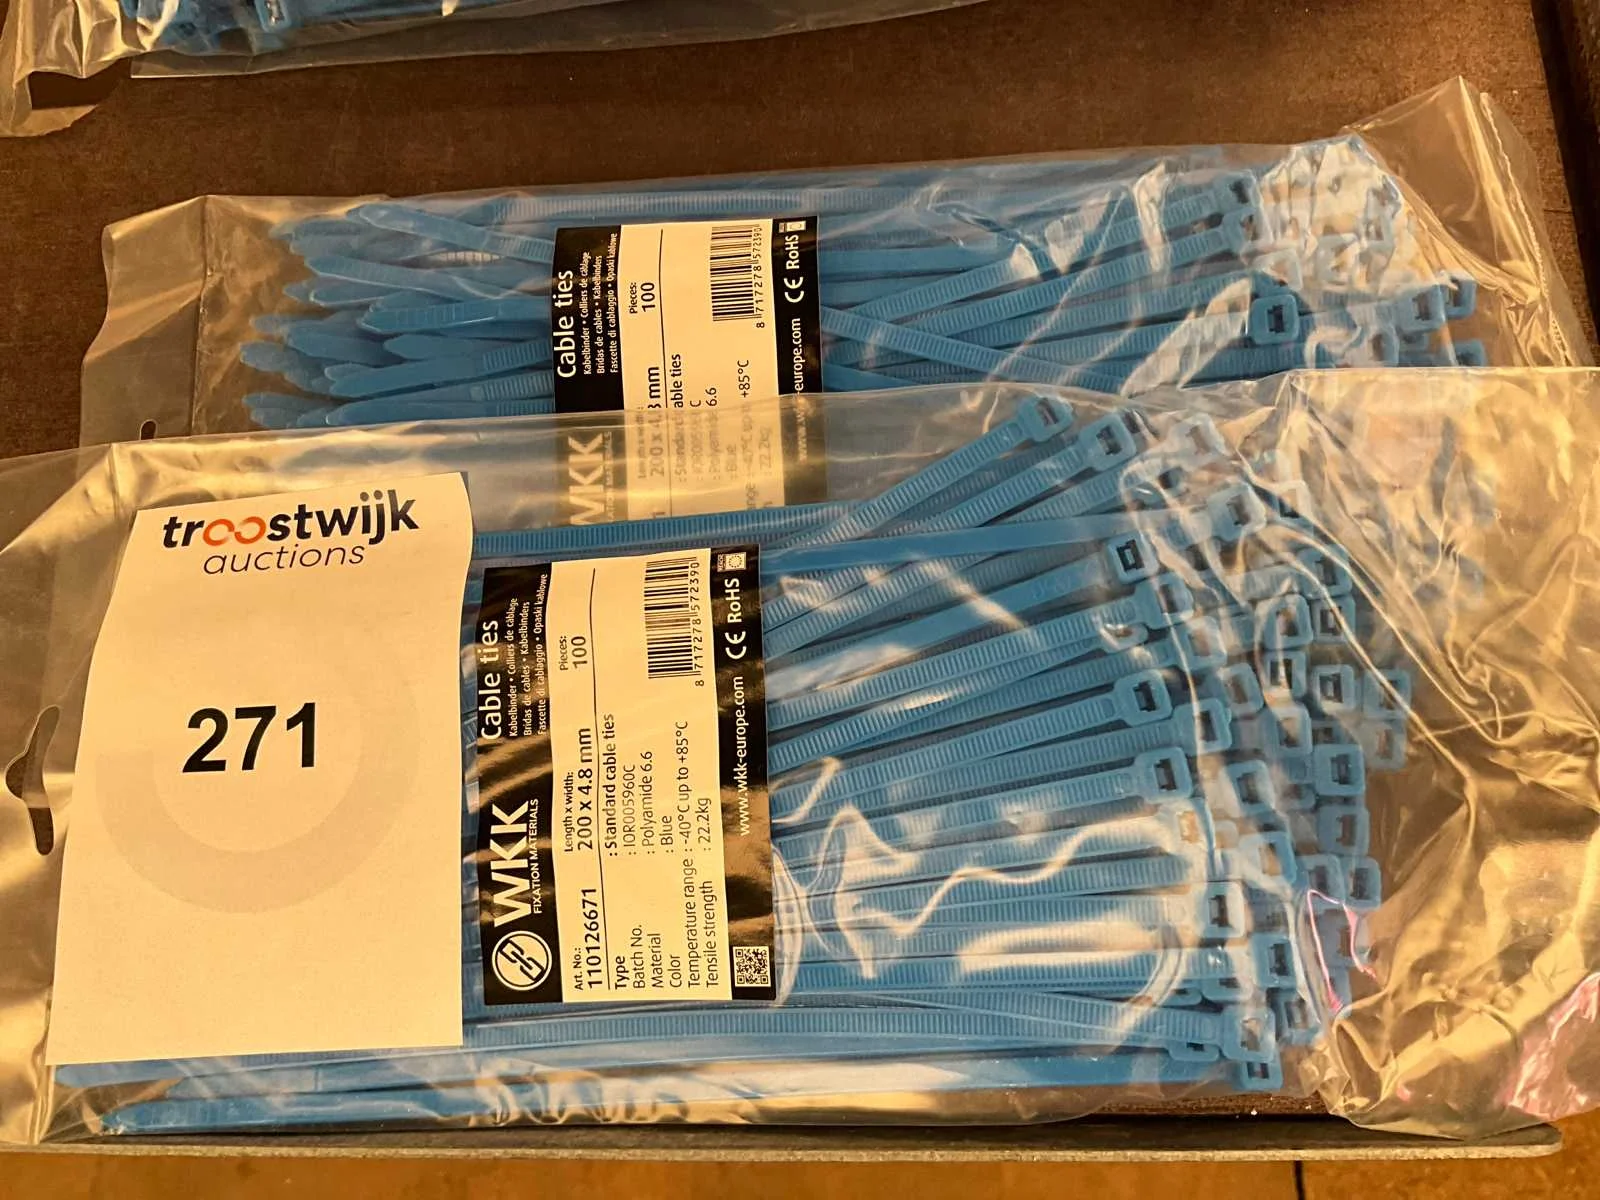 Cable ties
Kabelbinder • Colliers de câblage
Bridas de cables • Kabelbinders
Fascette di cablaggio • Opaski kablowe
Pieces:
100
200 x 4.8 mm
8 717278 572390
CE RoHS
+85°C
troostwijk
auctions
271
Cable ties
Kabelbinder • Colliers de câblage
Bridas de cables • Kabelbinders
Fascette di cablaggio • Opaski kablowe
WKK
FIXATION MATERIALS
Art. No.:
110126671
Length x width:
200 x 4.8 mm
Pieces:
100
Type : Standard cable ties
Batch No. : IOR005960C
Material : Polyamide 6.6
Color : Blue
Temperature range : -40°C up to +85°C
Tensile strength : 22.2kg
8 717278 572390
www.wkk-europe.com CE RoHS